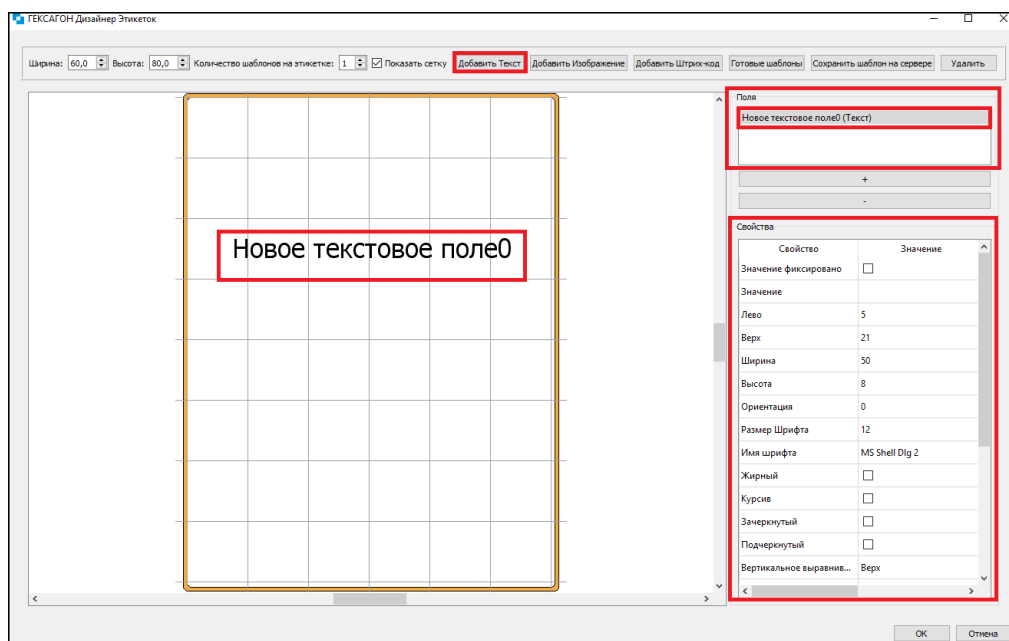 ГЕКСАГОН Дизайнер Этикеток
Ширина: 60,0 Высота: 80,0 Количество шаблонов на этикетке: 1 Показать сетку Добавить Текст Добавить Изображение Добавить Штрих-код Готовые шаблоны Сохранить шаблон на сервере Удалить
Новое текстовое поле0
Поля
Новое текстовое поле0 (Текст)
+
-
Свойства
Свойство Значение
Значение фиксировано
Значение
Лево 5
Верх 21
Ширина 50
Высота 8
Ориентация 0
Размер Шрифта 12
Имя шрифта MS Shell Dlg 2
Жирный
Курсив
Зачеркнутый
Подчеркнутый
Вертикальное выравнив... Верх
OK Отмена